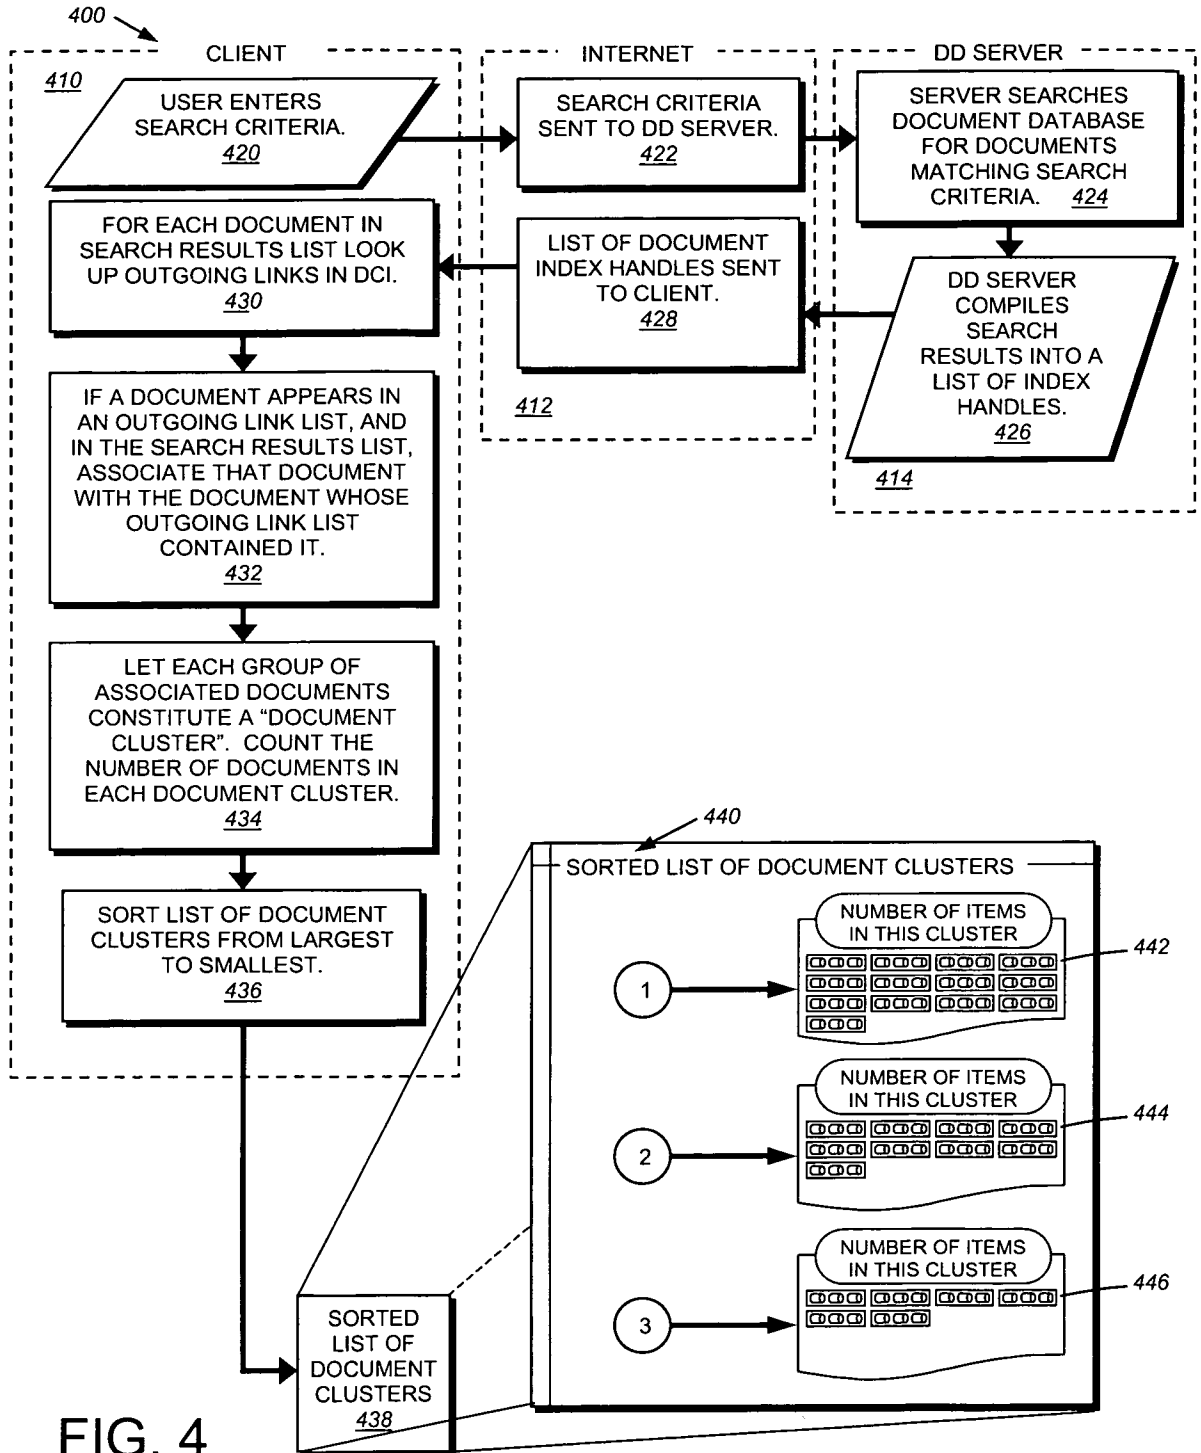 400
CLIENT
410
USER ENTERS
SEARCH CRITERIA.
420
INTERNET
SEARCH CRITERIA
SENT TO DD SERVER.
422
DD SERVER
SERVER SEARCHES
DOCUMENT DATABASE
FOR DOCUMENTS
MATCHING SEARCH
CRITERIA. 424
DD SERVER
COMPILES
SEARCH
RESULTS INTO A
LIST OF INDEX
HANDLES.
426
414
LIST OF DOCUMENT
INDEX HANDLES SENT
TO CLIENT.
428
412
FOR EACH DOCUMENT IN
SEARCH RESULTS LIST LOOK
UP OUTGOING LINKS IN DCI.
430
IF A DOCUMENT APPEARS IN
AN OUTGOING LINK LIST, AND
IN THE SEARCH RESULTS LIST,
ASSOCIATE THAT DOCUMENT
WITH THE DOCUMENT WHOSE
OUTGOING LINK LIST
CONTAINED IT.
432
LET EACH GROUP OF
ASSOCIATED DOCUMENTS
CONSTITUTE A “DOCUMENT
CLUSTER”. COUNT THE
NUMBER OF DOCUMENTS IN
EACH DOCUMENT CLUSTER.
434
SORT LIST OF DOCUMENT
CLUSTERS FROM LARGEST
TO SMALLEST.
436
SORTED
LIST OF
DOCUMENT
CLUSTERS
438
440
SORTED LIST OF DOCUMENT CLUSTERS
NUMBER OF ITEMS
IN THIS CLUSTER
442
1
NUMBER OF ITEMS
IN THIS CLUSTER
444
2
NUMBER OF ITEMS
IN THIS CLUSTER
446
3
FIG. 4